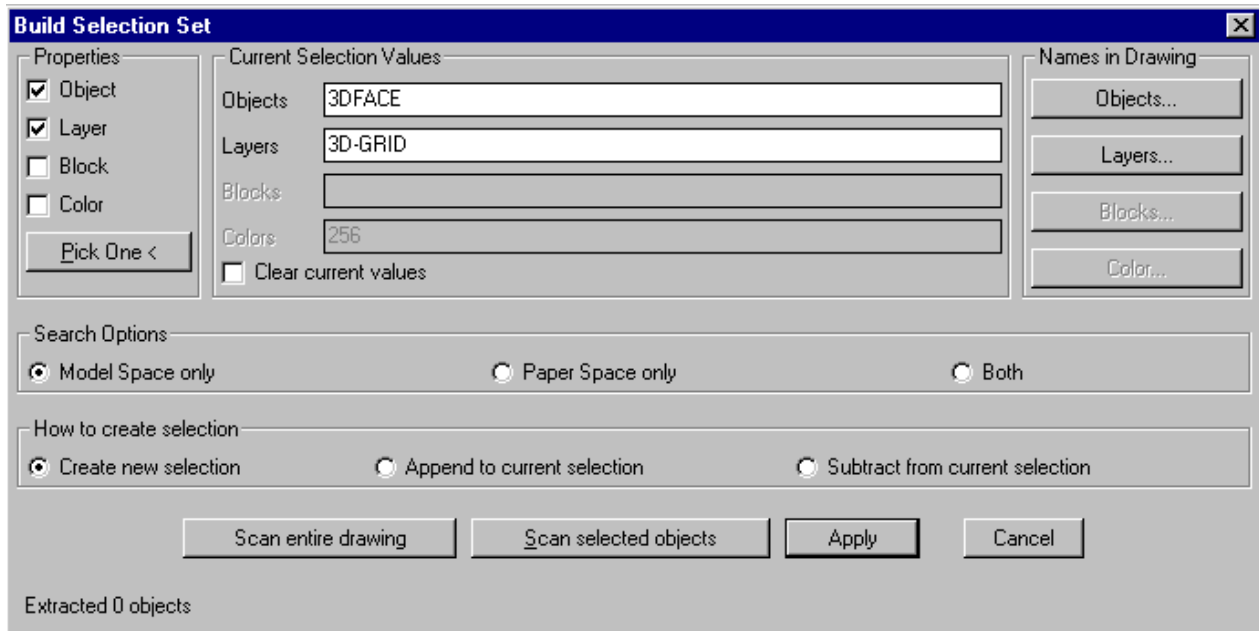 Build Selection Set
Properties
Object
Layer
Block
Color
Pick One <
Current Selection Values
Objects 3DFACE
Layers 3D-GRID
Blocks
Colors 256
Clear current values
Names in Drawing
Objects...
Layers...
Blocks...
Color...
Search Options
Model Space only Paper Space only Both
How to create selection
Create new selection Append to current selection Subtract from current selection
Scan entire drawing Scan selected objects Apply Cancel
Extracted 0 objects